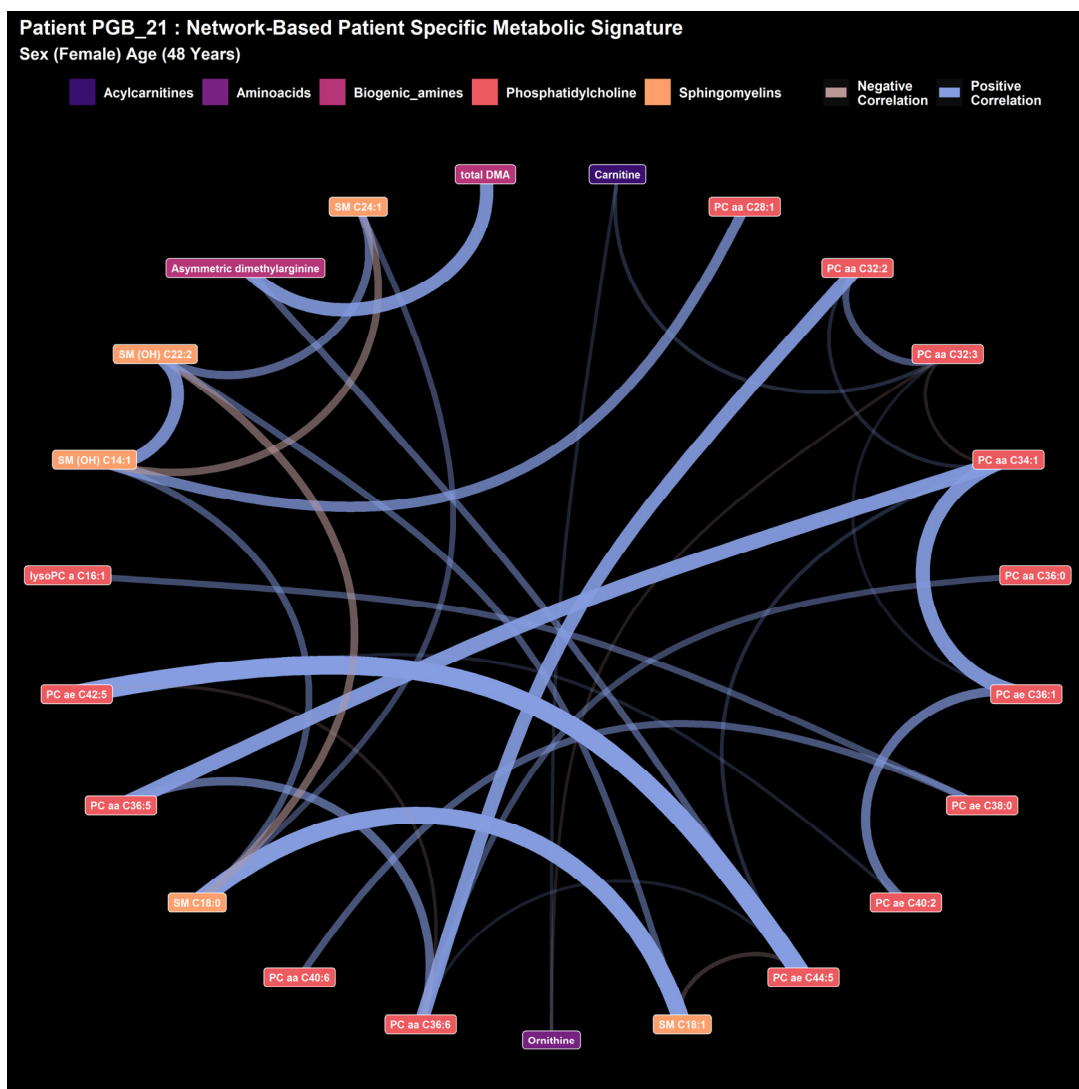 Patient PGB_21 : Network-Based Patient Specific Metabolic Signature
Sex (Female) Age (48 Years)
Acylcarnitines
Aminoacids
Biogenic_amines
Phosphatidylcholine
Sphingomyelins
Negative
Correlation
Positive
Correlation
total DMA
Carnitine
SM C24:1
PC aa C28:1
Asymmetric dimethylarginine
PC aa C32:2
SM (OH) C22:2
PC aa C32:3
SM (OH) C14:1
PC aa C34:1
lysoPC a C16:1
PC aa C36:0
PC ae C42:5
PC ae C36:1
PC aa C36:5
PC ae C38:0
SM C18:0
PC ae C40:2
PC aa C40:6
PC ae C44:5
PC aa C36:6
SM C18:1
Ornithine